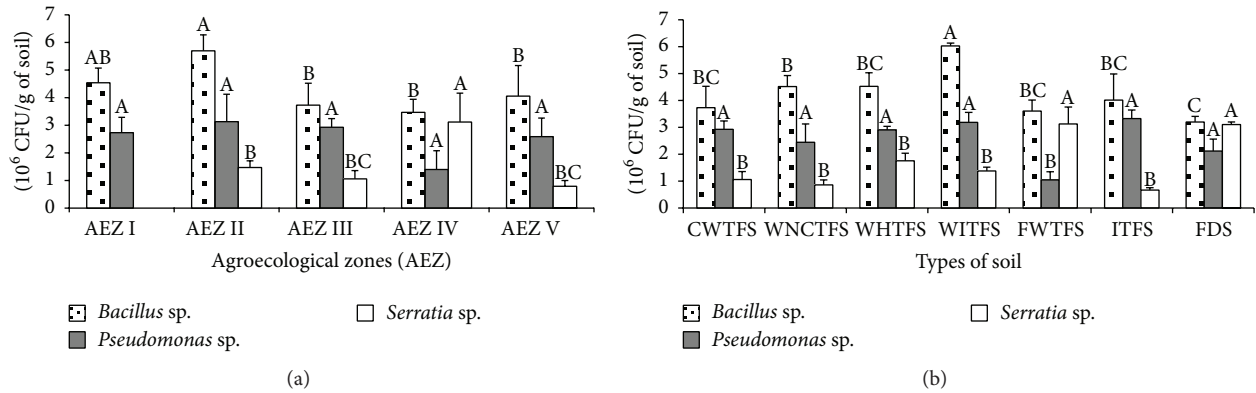 (10⁶ CFU/g of soil)
7
6
5
4
3
2
1
0
AB
A
A
A
B
B
A
BC
B
A
A
B
A
BC
AEZ I AEZ II AEZ III AEZ IV AEZ V
Agroecological zones (AEZ)
Bacillus sp.
Pseudomonas sp.
Serratia sp.
(a)
(10⁶ CFU/g of soil)
7
6
5
4
3
2
1
0
BC
A
B
B
A
B
BC
A
B
A
A
B
BC
B
A
BC
A
B
C
A
A
CWTFS WNCTFS WHTFS WITFS FWTFS ITFS FDS
Types of soil
Bacillus sp.
Pseudomonas sp.
Serratia sp.
(b)